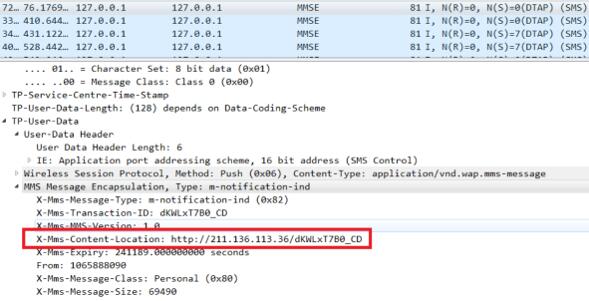 72… 76.1769… 127.0.0.1 127.0.0.1 MMSE 81 I, N(R)=0, N(S)=0(DTAP) (SMS)
33… 410.644… 127.0.0.1 127.0.0.1 MMSE 81 I, N(R)=0, N(S)=0(DTAP) (SMS)
34… 431.122… 127.0.0.1 127.0.0.1 MMSE 81 I, N(R)=0, N(S)=7(DTAP) (SMS)
40… 528.442… 127.0.0.1 127.0.0.1 MMSE 81 I, N(R)=0, N(S)=7(DTAP) (SMS)
.... 01.. = Character Set: 8 bit data (0x01)
.... ..00 = Message Class: Class 0 (0x00)
TP-Service-Centre-Time-Stamp
TP-User-Data-Length: (128) depends on Data-Coding-Scheme
TP-User-Data
User-Data Header
User Data Header Length: 6
IE: Application port addressing scheme, 16 bit address (SMS Control)
Wireless Session Protocol, Method: Push (0x06), Content-Type: application/vnd.wap.mms-message
MMS Message Encapsulation, Type: m-notification-ind
X-Mms-Message-Type: m-notification-ind (0x82)
X-Mms-Transaction-ID: dKWLxT7B0_CD
X-Mms-MMS-Version: 1.0
X-Mms-Content-Location: http://211.136.113.36/dKWLxT7B0_CD
X-Mms-Expiry: 241189.000000000 seconds
From: 1065888090
X-Mms-Message-Class: Personal (0x80)
X-Mms-Message-Size: 69490